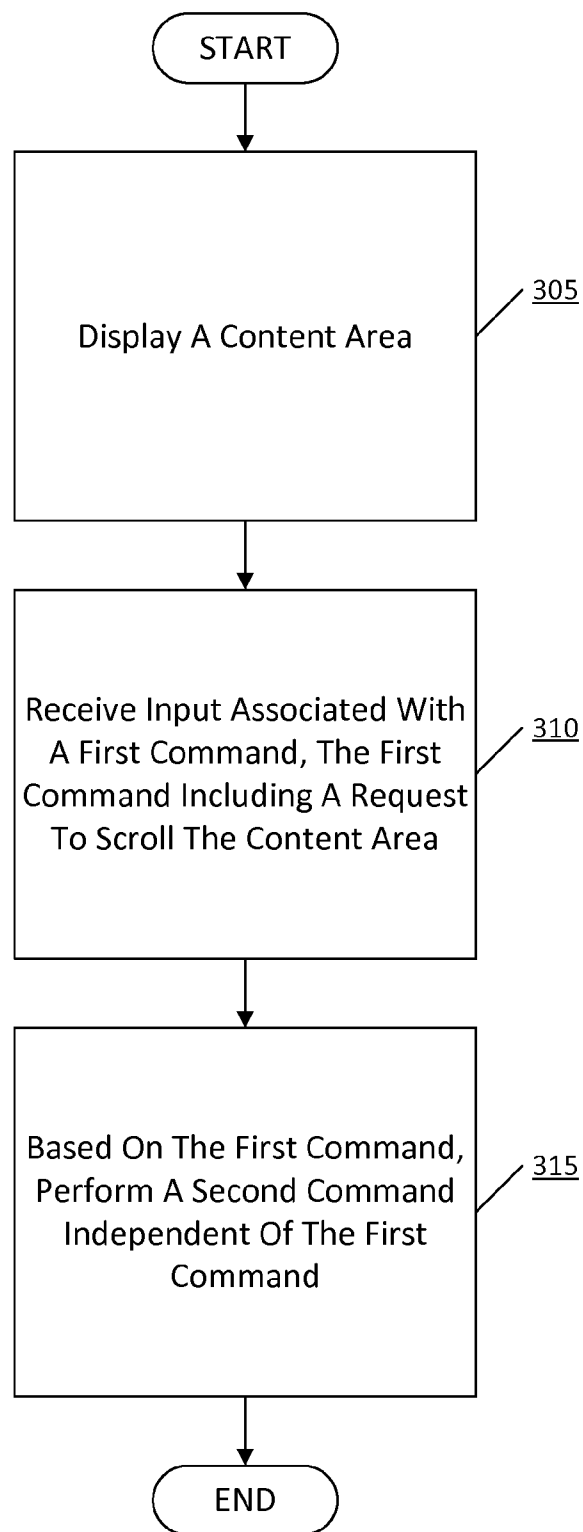 START
Display A Content Area
305
Receive Input Associated With
A First Command, The First
Command Including A Request
To Scroll The Content Area
310
Based On The First Command,
Perform A Second Command
Independent Of The First
Command
315
END